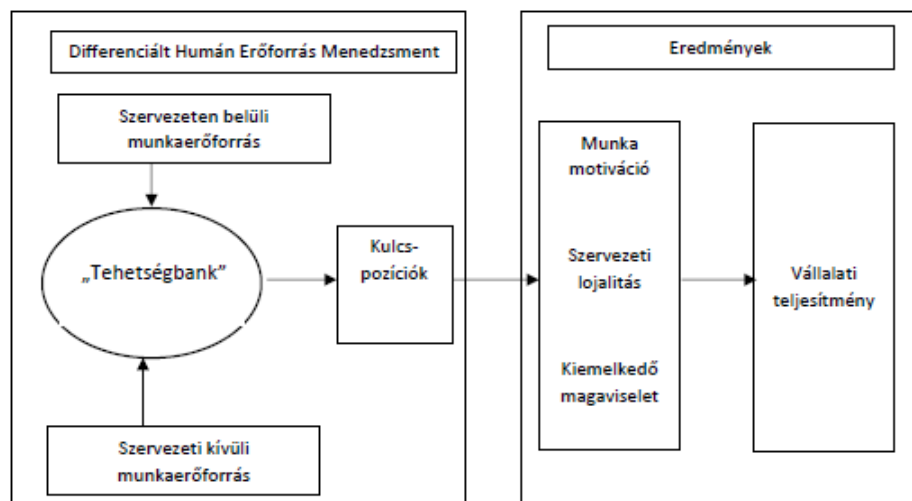 Differenciált Humán Erőforrás Menedzsment
Szervezeten belüli
munkaerőforrás
„Tehetségbank”
Kulcs-
pozíciók
Szervezeti kívüli
munkaerőforrás
Eredmények
Munka
motiváció
Szervezeti
lojalitás
Kiemelkedő
magaviselet
Vállalati
teljesítmény